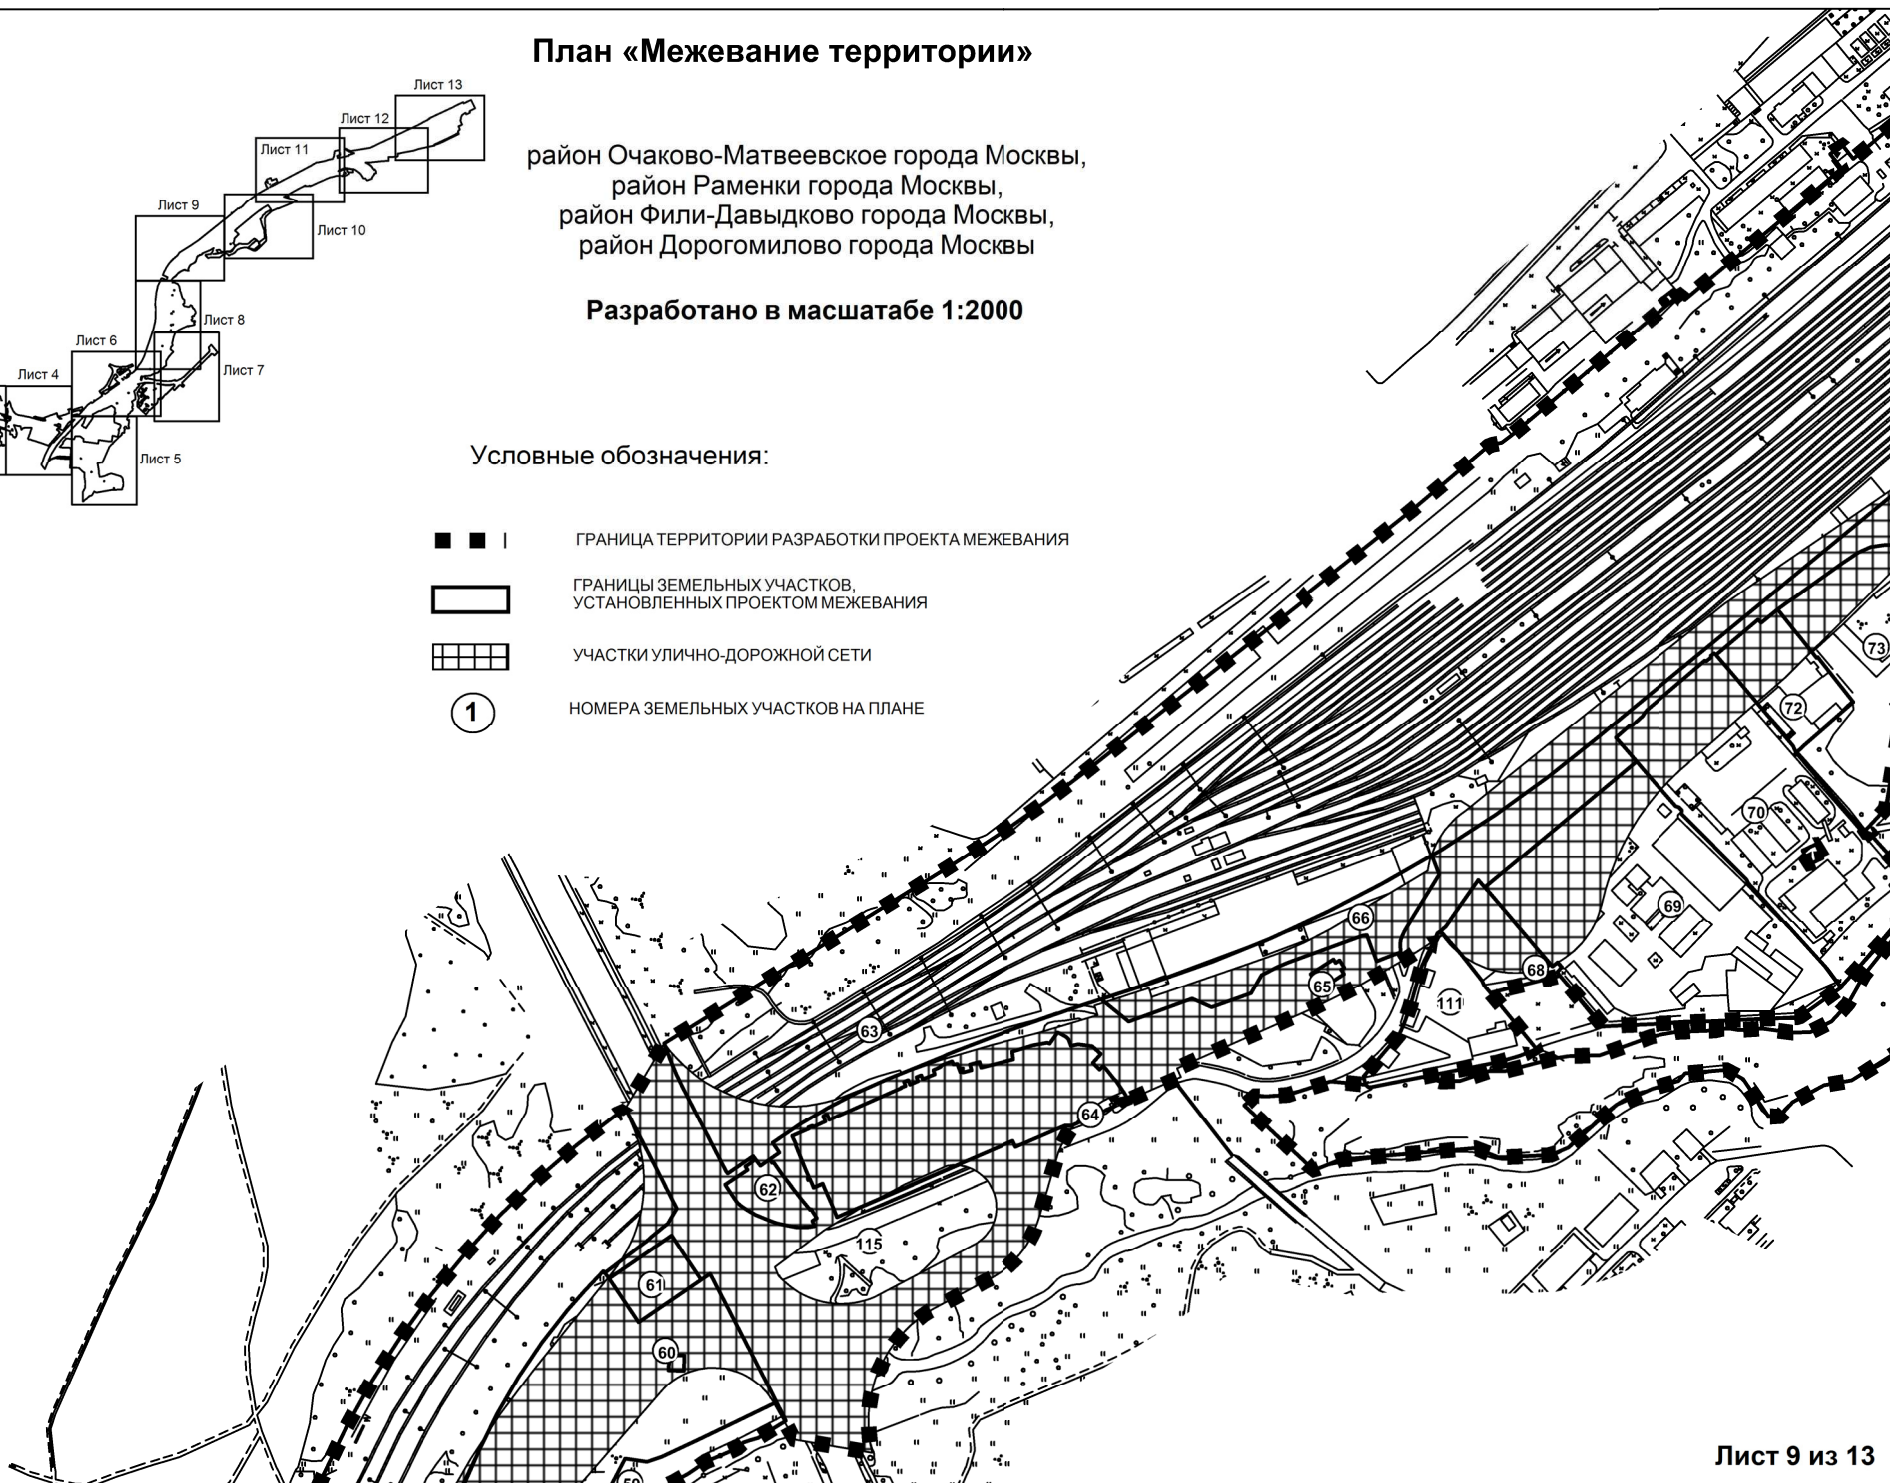 План «Межевание территории»
Лист 13
Лист 12
Лист 11
Лист 9
Лист 10
Лист 8
Лист 6
Лист 7
Лист 4
Лист 5
район Очаково-Матвеевское города Москвы,
район Раменки города Москвы,
район Фили-Давыдково города Москвы,
район Дорогомилово города Москвы
Разработано в масштабе 1:2000
Условные обозначения:
ГРАНИЦА ТЕРРИТОРИИ РАЗРАБОТКИ ПРОЕКТА МЕЖЕВАНИЯ
ГРАНИЦЫ ЗЕМЕЛЬНЫХ УЧАСТКОВ,
УСТАНОВЛЕННЫХ ПРОЕКТОМ МЕЖЕВАНИЯ
УЧАСТКИ УЛИЧНО-ДОРОЖНОЙ СЕТИ
1
НОМЕРА ЗЕМЕЛЬНЫХ УЧАСТКОВ НА ПЛАНЕ
73
72
70
69
66
68
65
111
63
64
62
115
61
60
Лист 9 из 13